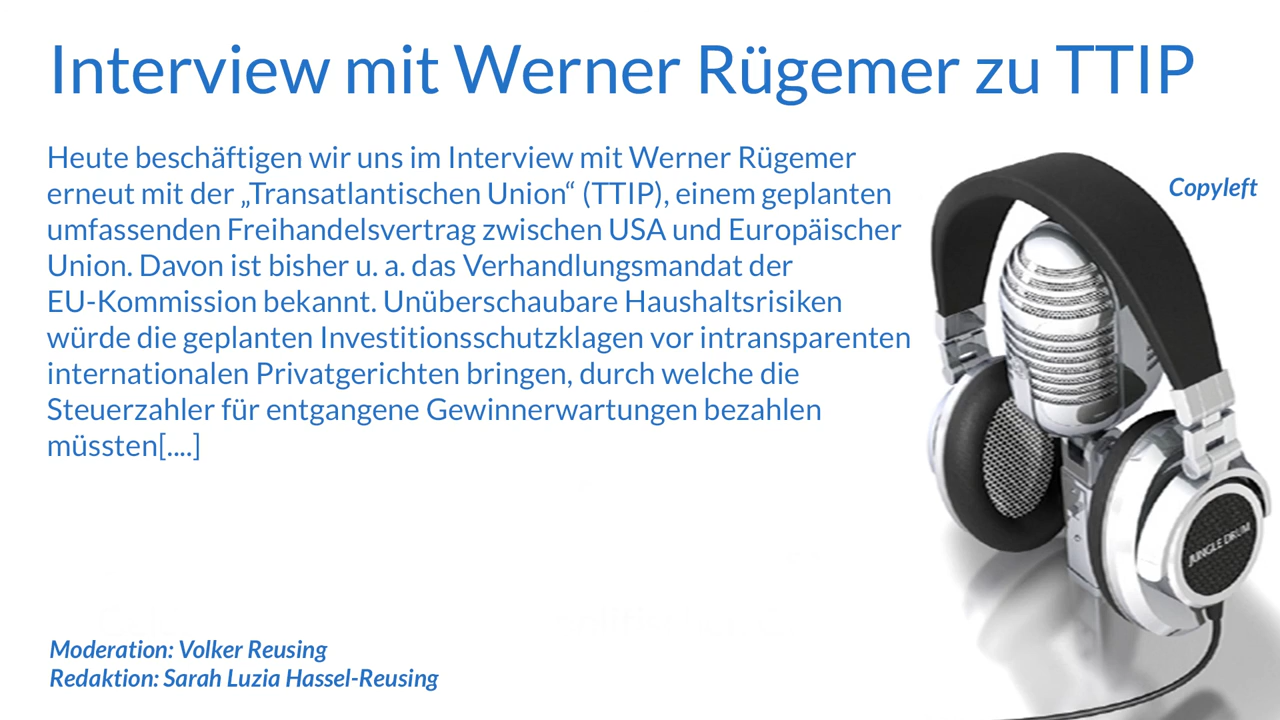 Interview mit Werner Rügemer zu TTIP
Heute beschäftigen wir uns im Interview mit Werner Rügemer
erneut mit der „Transatlantischen Union“ (TTIP), einem geplanten
umfassenden Freihandelsvertrag zwischen USA und Europäischer
Union. Davon ist bisher u. a. das Verhandlungsmandat der
EU-Kommission bekannt. Unüberschaubare Haushaltsrisiken
würde die geplanten Investitionsschutzklagen vor intransparenten
internationalen Privatgerichten bringen, durch welche die
Steuerzahler für entgangene Gewinnerwartungen bezahlen
müssten[....]
Copyleft
JUNGLE DRUM
Moderation: Volker Reusing
Redaktion: Sarah Luzia Hassel-Reusing